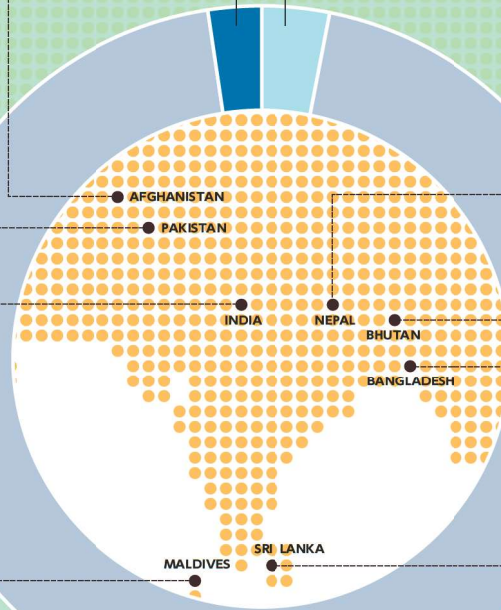 AFGHANISTAN
PAKISTAN
INDIA
NEPAL
BHUTAN
BANGLADESH
SRI LANKA
MALDIVES